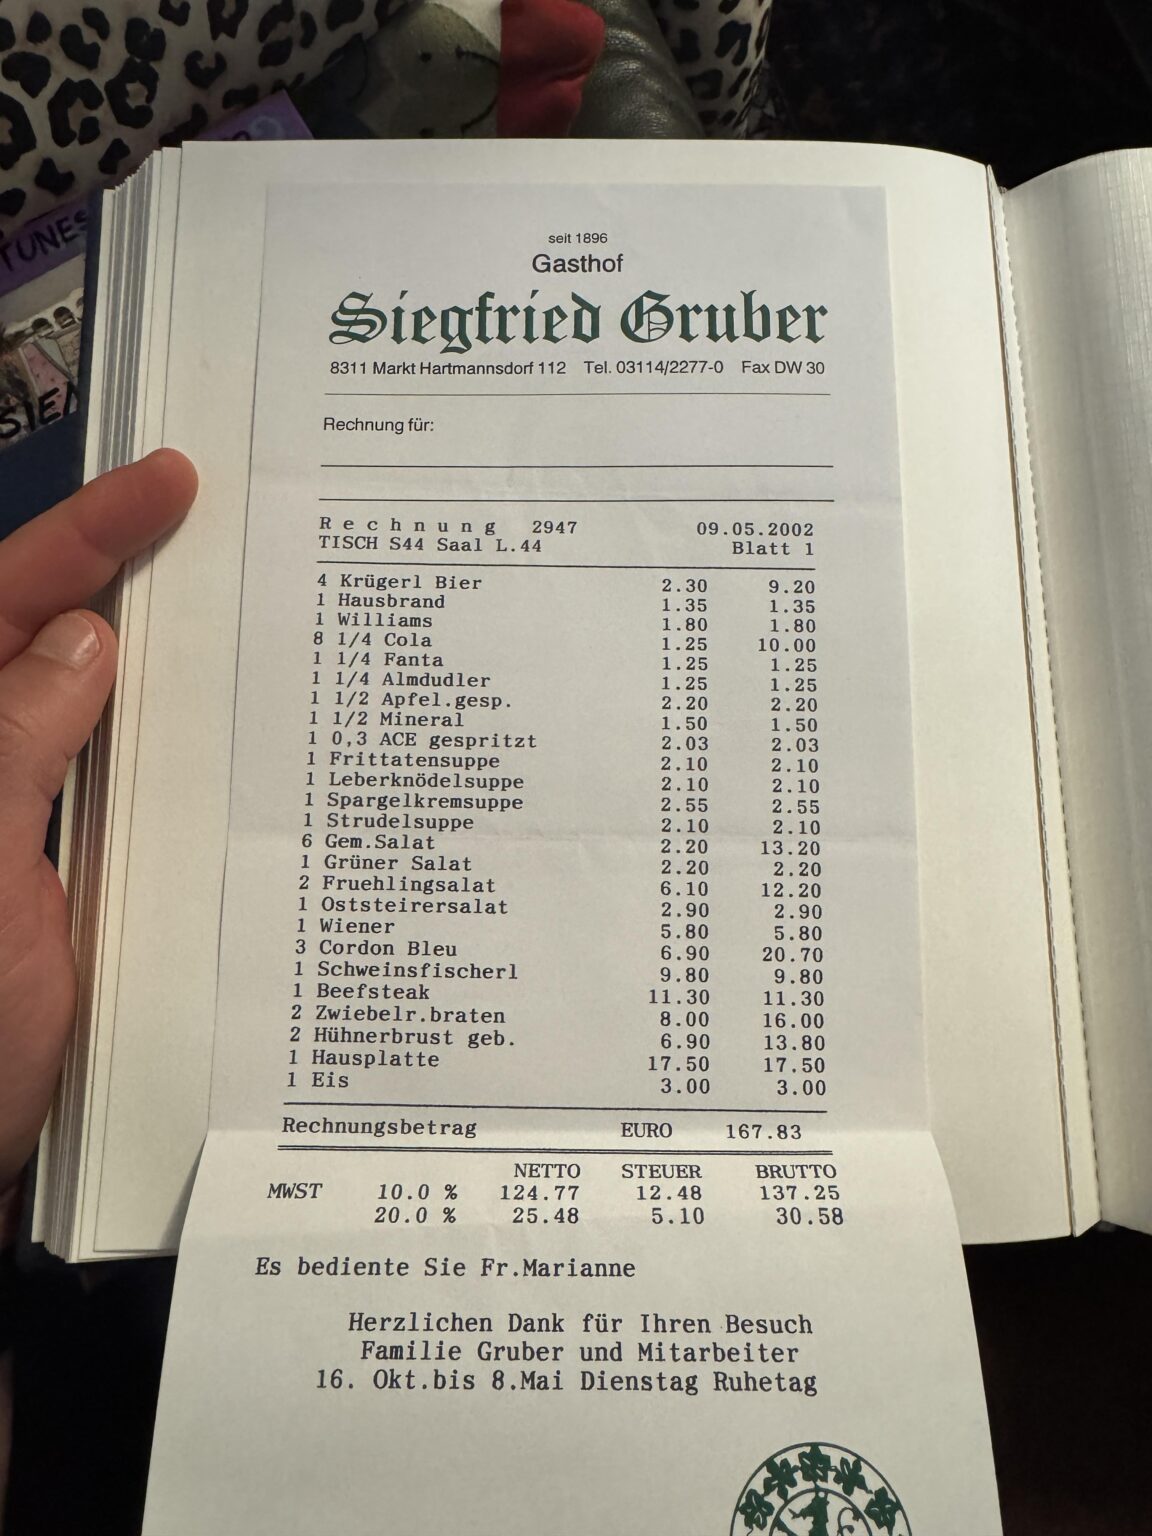 TUNES
SIEN
seit 1896
Gasthof
Siegfried Gruber
8311 Markt Hartmannsdorf 112 Tel. 03114/2277-0 Fax DW 30
Rechnung für:
Rechnung 2947 09.05.2002
TISCH S44 Saal L.44 Blatt 1
4 Krügerl Bier 2.30 9.20
1 Hausbrand 1.35 1.35
1 Williams 1.80 1.80
8 1/4 Cola 1.25 10.00
1 1/4 Fanta 1.25 1.25
1 1/4 Almdudler 1.25 1.25
1 1/2 Apfel.gesp. 2.20 2.20
1 1/2 Mineral 1.50 1.50
1 0,3 ACE gespritzt 2.03 2.03
1 Frittatensuppe 2.10 2.10
1 Leberknödelsuppe 2.10 2.10
1 Spargelkremsuppe 2.55 2.55
1 Strudelsuppe 2.10 2.10
6 Gem.Salat 2.20 13.20
1 Grüner Salat 2.20 2.20
2 Fruehlingsalat 6.10 12.20
1 Oststeirersalat 2.90 2.90
1 Wiener 5.80 5.80
3 Cordon Bleu 6.90 20.70
1 Schweinsfischerl 9.80 9.80
1 Beefsteak 11.30 11.30
2 Zwiebelr.braten 8.00 16.00
2 Hühnerbrust geb. 6.90 13.80
1 Hausplatte 17.50 17.50
1 Eis 3.00 3.00
Rechnungsbetrag EURO 167.83
NETTO STEUER BRUTTO
MWST 10.0 % 124.77 12.48 137.25
20.0 % 25.48 5.10 30.58
Es bediente Sie Fr.Marianne
Herzlichen Dank für Ihren Besuch
Familie Gruber und Mitarbeiter
16. Okt.bis 8.Mai Dienstag Ruhetag